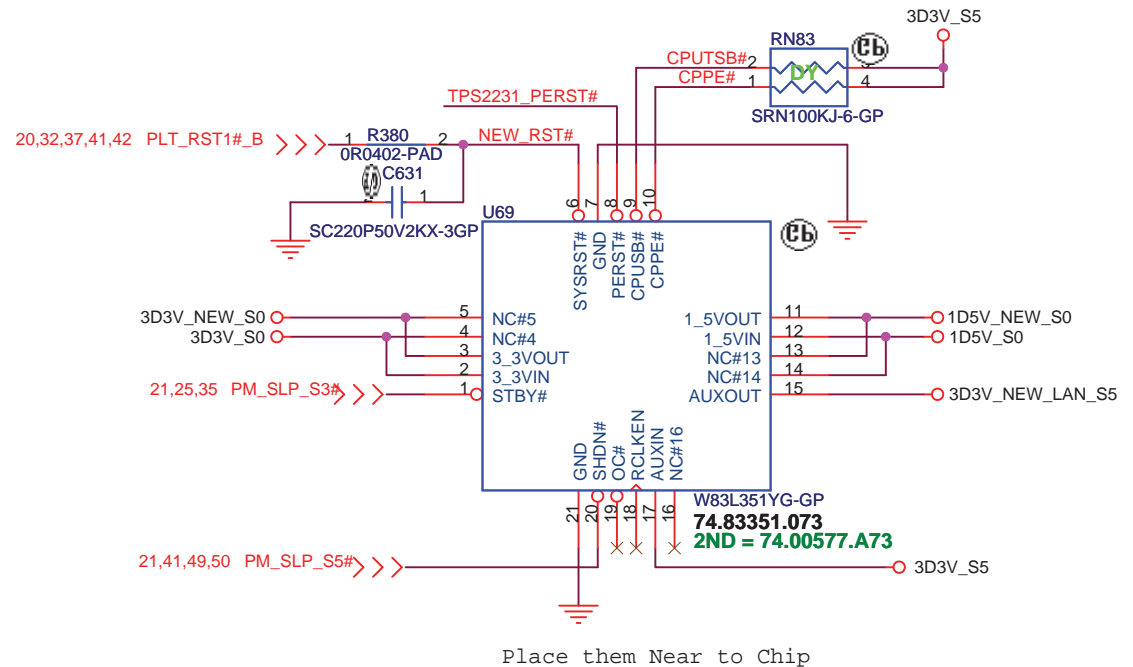 3D3V_S5
RN83
CPUTSB# 2
CPPE# 1
DY
4
SRN100KJ-6-GP
TPS2231_PERST#
20,32,37,41,42 PLT_RST1#_B
1 R380 2
NEW_RST#
0R0402-PAD
C631
1
SC220P50V2KX-3GP
6 7 8 9 10
U69
SYSRST# GND PERST# CPUSB# CPPE#
3D3V_NEW_S0 5 NC#5
3D3V_S0 4 NC#4
3 3_3VOUT
2 3_3VIN
21,25,35 PM_SLP_S3# 1 STBY#
1_5VOUT 11 1D5V_NEW_S0
1_5VIN 12 1D5V_S0
NC#13 13
NC#14 14
AUXOUT 15 3D3V_NEW_LAN_S5
GND SHDN# OC# RCLKEN AUXIN NC#16
21 20 19 18 17 16
W83L351YG-GP
74.83351.073
2ND = 74.00577.A73
21,41,49,50 PM_SLP_S5#
3D3V_S5
Place them Near to Chip